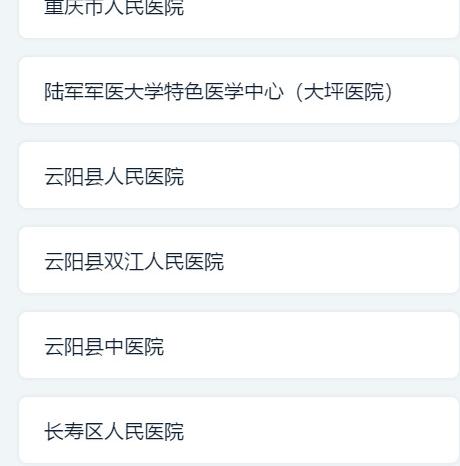 重庆市人民医院
陆军军医大学特色医学中心（大坪医院）
云阳县人民医院
云阳县双江人民医院
云阳县中医院
长寿区人民医院